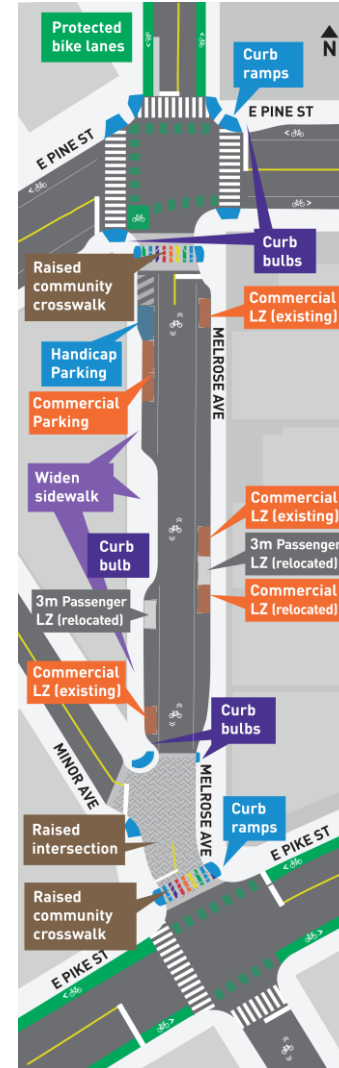 Protected
bike lanes
Curb
ramps
N
E PINE ST
E PINE ST
Curb
bulbs
Raised
community
crosswalk
Commercial
LZ (existing)
Handicap
Parking
MELROSE AVE
Commercial
Parking
Widen
sidewalk
Commercial
LZ (existing)
Curb
bulb
3m Passenger
LZ (relocated)
3m Passenger
LZ (relocated)
Commercial
LZ (relocated)
Commercial
LZ (existing)
Curb
bulbs
MINOR AVE
MELROSE AVE
Raised
intersection
Curb
ramps
E PIKE ST
Raised
community
crosswalk
E PIKE ST